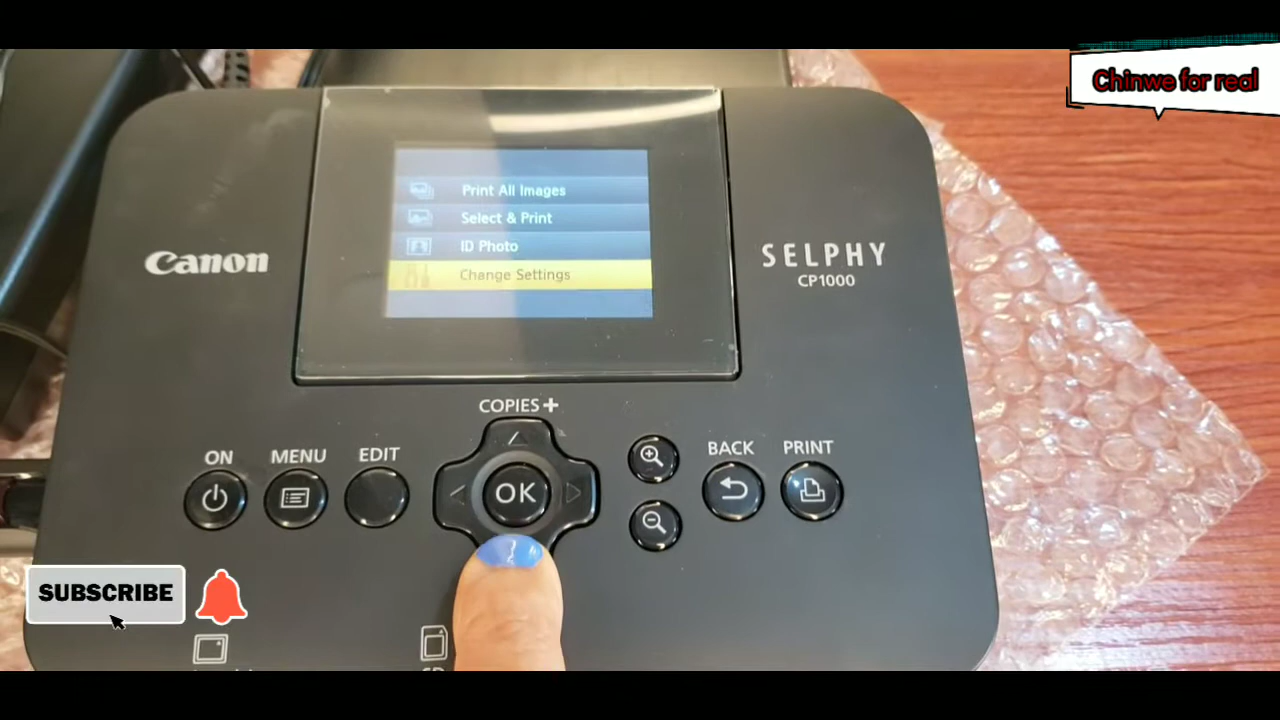 Chinwe for real
Print All Images
Select & Print
ID Photo
Change Settings
Canon
SELPHY
CP1000
COPIES+
ON
MENU
EDIT
OK
BACK
PRINT
SUBSCRIBE